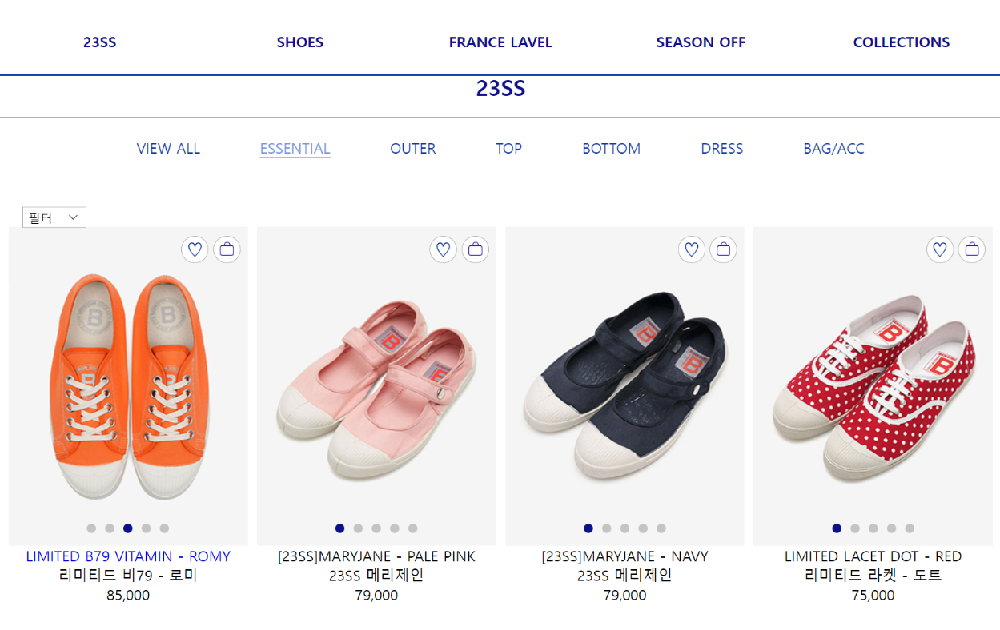 23SS
SHOES
FRANCE LAVEL
SEASON OFF
COLLECTIONS
23SS
VIEW ALL
ESSENTIAL
OUTER
TOP
BOTTOM
DRESS
BAG/ACC
필터
B
B
B
B
B
B
B
B
B
B
LIMITED B79 VITAMIN - ROMY
리미티드 비79 - 로미
85,000
[23SS]MARYJANE - PALE PINK
23SS 메리제인
79,000
[23SS]MARYJANE - NAVY
23SS 메리제인
79,000
LIMITED LACET DOT - RED
리미티드 라켓 - 도트
75,000